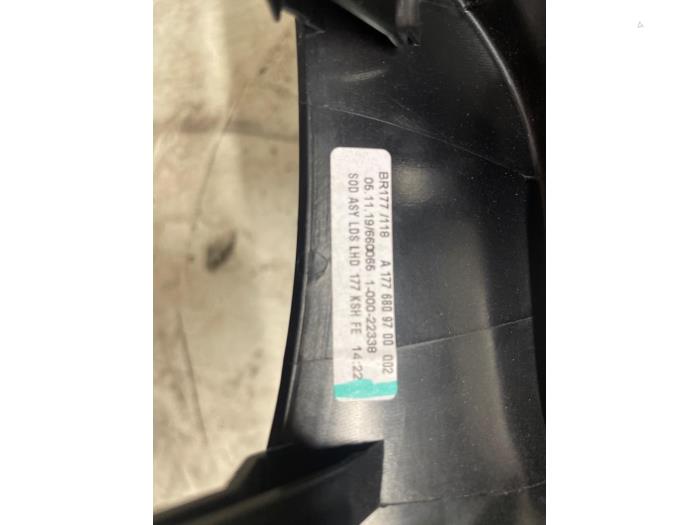 BR177 /118 A 177 680 97 00 002
05.11.19/660065 1-000-22338
SOD ASY LDS LHD 177 KSH FE 14:22